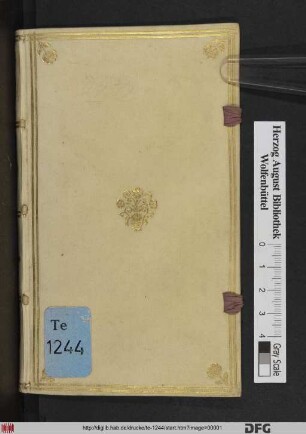 Te
1244
Herzog August Bibliothek
Wolfenbüttel
0
1
2
3
4
Gray Scale
http://diglib.hab.de/drucke/te-1244/start.htm?image=00001
DFG